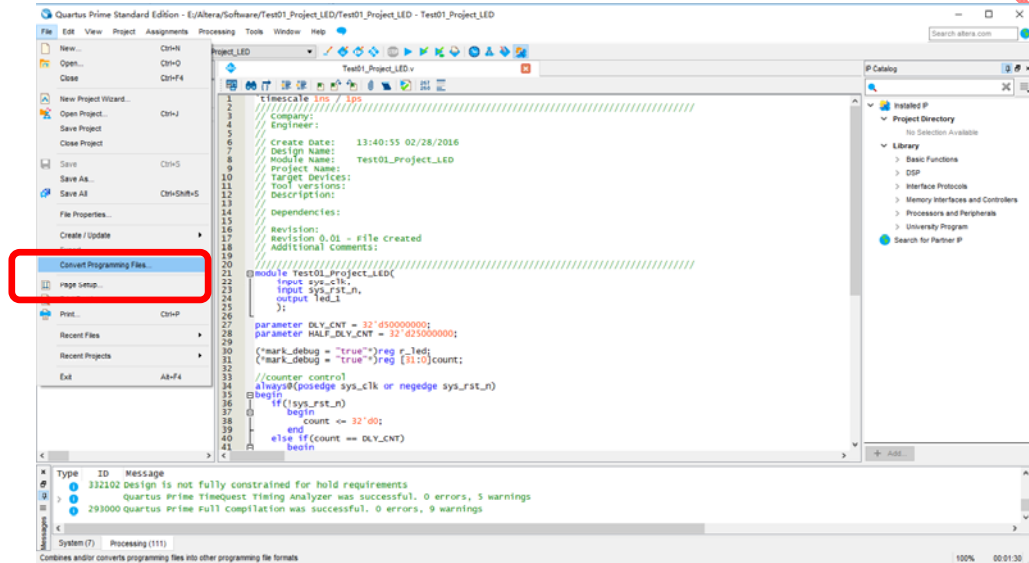 Quartus Prime Standard Edition - E:/Altera/Software/Test01_Project_LED/Test01_Project_LED - Test01_Project_LED
File Edit View Project Assignments Processing Tools Window Help
Search altera.com
New... Ctrl+N
Open... Ctrl+O
Close Ctrl+F4
New Project Wizard...
Open Project... Ctrl+J
Save Project
Close Project
Save Ctrl+S
Save As...
Save All Ctrl+Shift+S
File Properties...
Create / Update
Convert Programming Files...
Page Setup...
Print... Ctrl+P
Recent Files
Recent Projects
Exit Alt+F4
Project_LED
Test01_Project_LED.v
267
268
1 `timescale 1ns / 1ps
2 //////////////////////////////////////////////////////////////////////////////////
3 // Company:
4 // Engineer:
5 //
6 // Create Date: 13:40:55 02/28/2016
7 // Design Name:
8 // Module Name: Test01_Project_LED
9 // Project Name:
10 // Target Devices:
11 // Tool versions:
12 // Description:
13 //
14 // Dependencies:
15 //
16 // Revision:
17 // Revision 0.01 - File Created
18 // Additional Comments:
19 //
20 //////////////////////////////////////////////////////////////////////////////////
21 module Test01_Project_LED(
22 input sys_clk,
23 input sys_rst_n,
24 output led_1
25 );
26
27 parameter DLY_CNT = 32'd50000000;
28 parameter HALF_DLY_CNT = 32'd25000000;
29
30 (*mark_debug = "true"*)reg r_led;
31 (*mark_debug = "true"*)reg [31:0]count;
32
33 //counter control
34 always@(posedge sys_clk or negedge sys_rst_n)
35 begin
36 if(!sys_rst_n)
37 begin
38 count <= 32'd0;
39 end
40 else if(count == DLY_CNT)
41 begin
IP Catalog
Installed IP
Project Directory
No Selection Available
Library
Basic Functions
DSP
Interface Protocols
Memory Interfaces and Controllers
Processors and Peripherals
University Program
Search for Partner IP
+ Add...
Messages
Type ID Message
332102 Design is not fully constrained for hold requirements
Quartus Prime TimeQuest Timing Analyzer was successful. 0 errors, 5 warnings
293000 Quartus Prime Full Compilation was successful. 0 errors, 9 warnings
System (7) Processing (111)
Combines and/or converts programming files into other programming file formats
100% 00:01:30